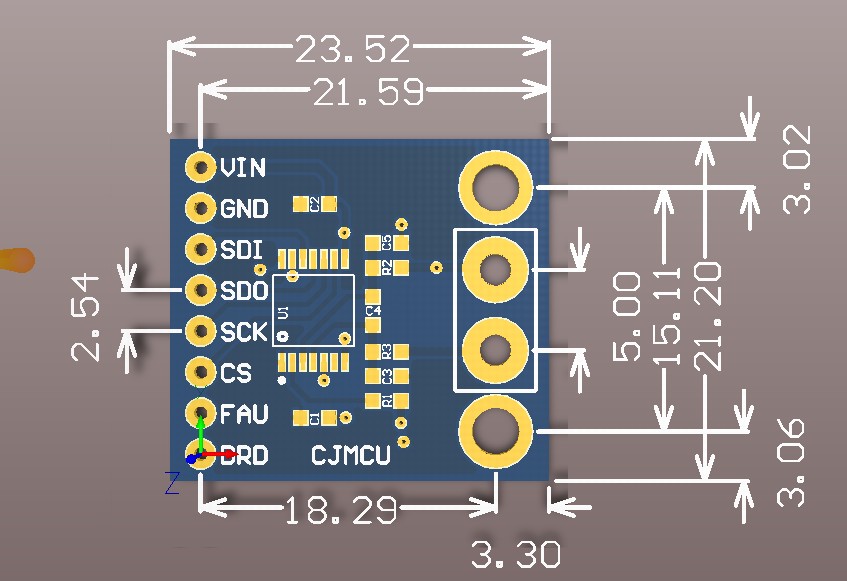 23.52
21.59
3.02
VIN
GND
C2
SDI
C5
R2
SDO
2.54
U1
C4
5.00
15.11
21.20
SCK
R3
CS
C3
R1
FAU
C1
DRD
CJMCU
3.06
Z
18.29
3.30